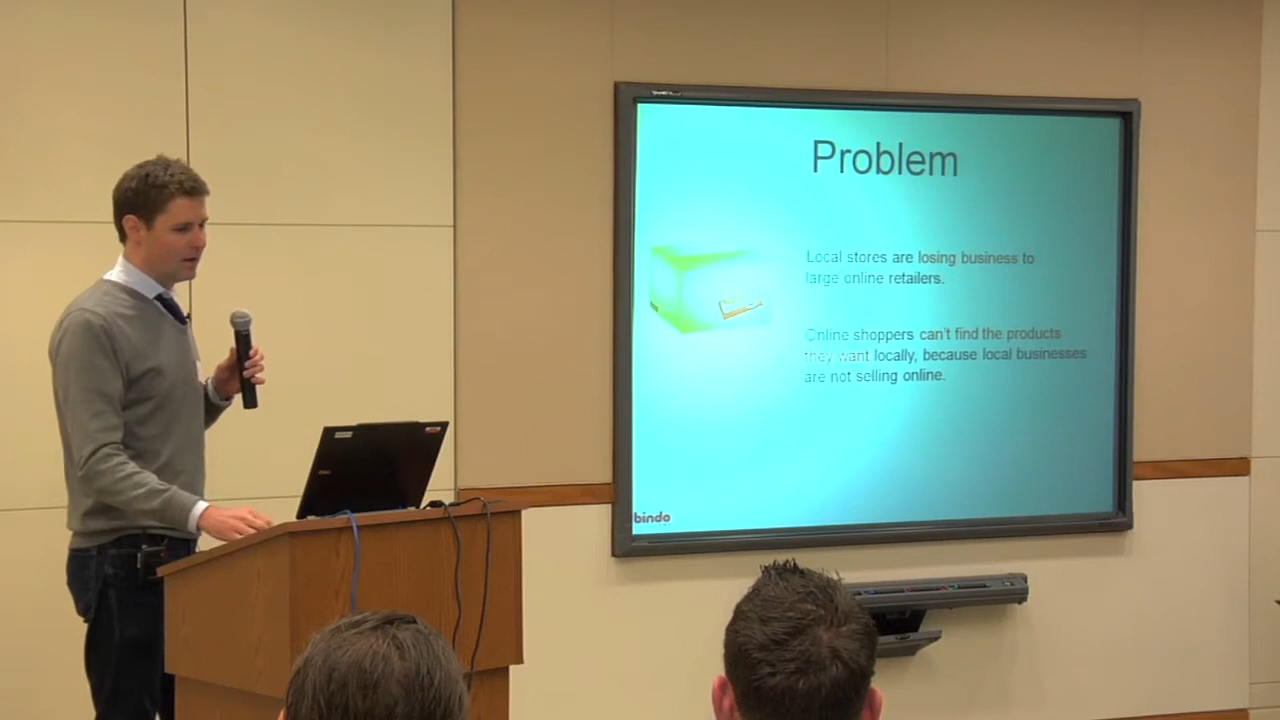 Problem
Local stores are losing business to
large online retailers.
Online shoppers can't find the products
they want locally, because local businesses
are not selling online.
bindo